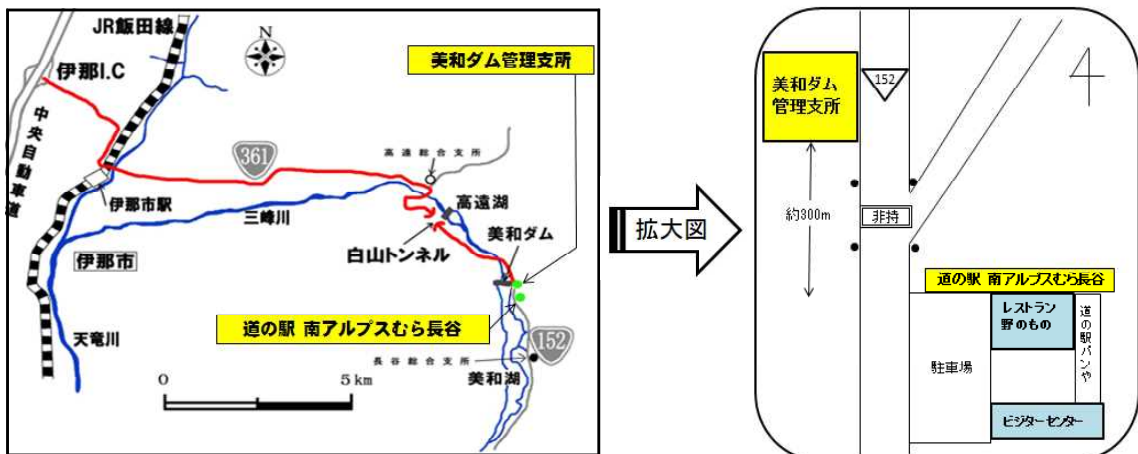 JR飯田線
N
美和ダム管理支所
伊那I.C
中央自動車道
361
高遠総合支所
伊那市駅
三峰川
高遠湖
美和ダム
白山トンネル
伊那市
道の駅 南アルプスむら長谷
天竜川
152
長谷総合支所
美和湖
0
5km
拡大図
美和ダム
管理支所
152
約300m
非持
道の駅 南アルプスむら長谷
レストラン
野のもの
道の駅パンや
駐車場
ビジターセンター